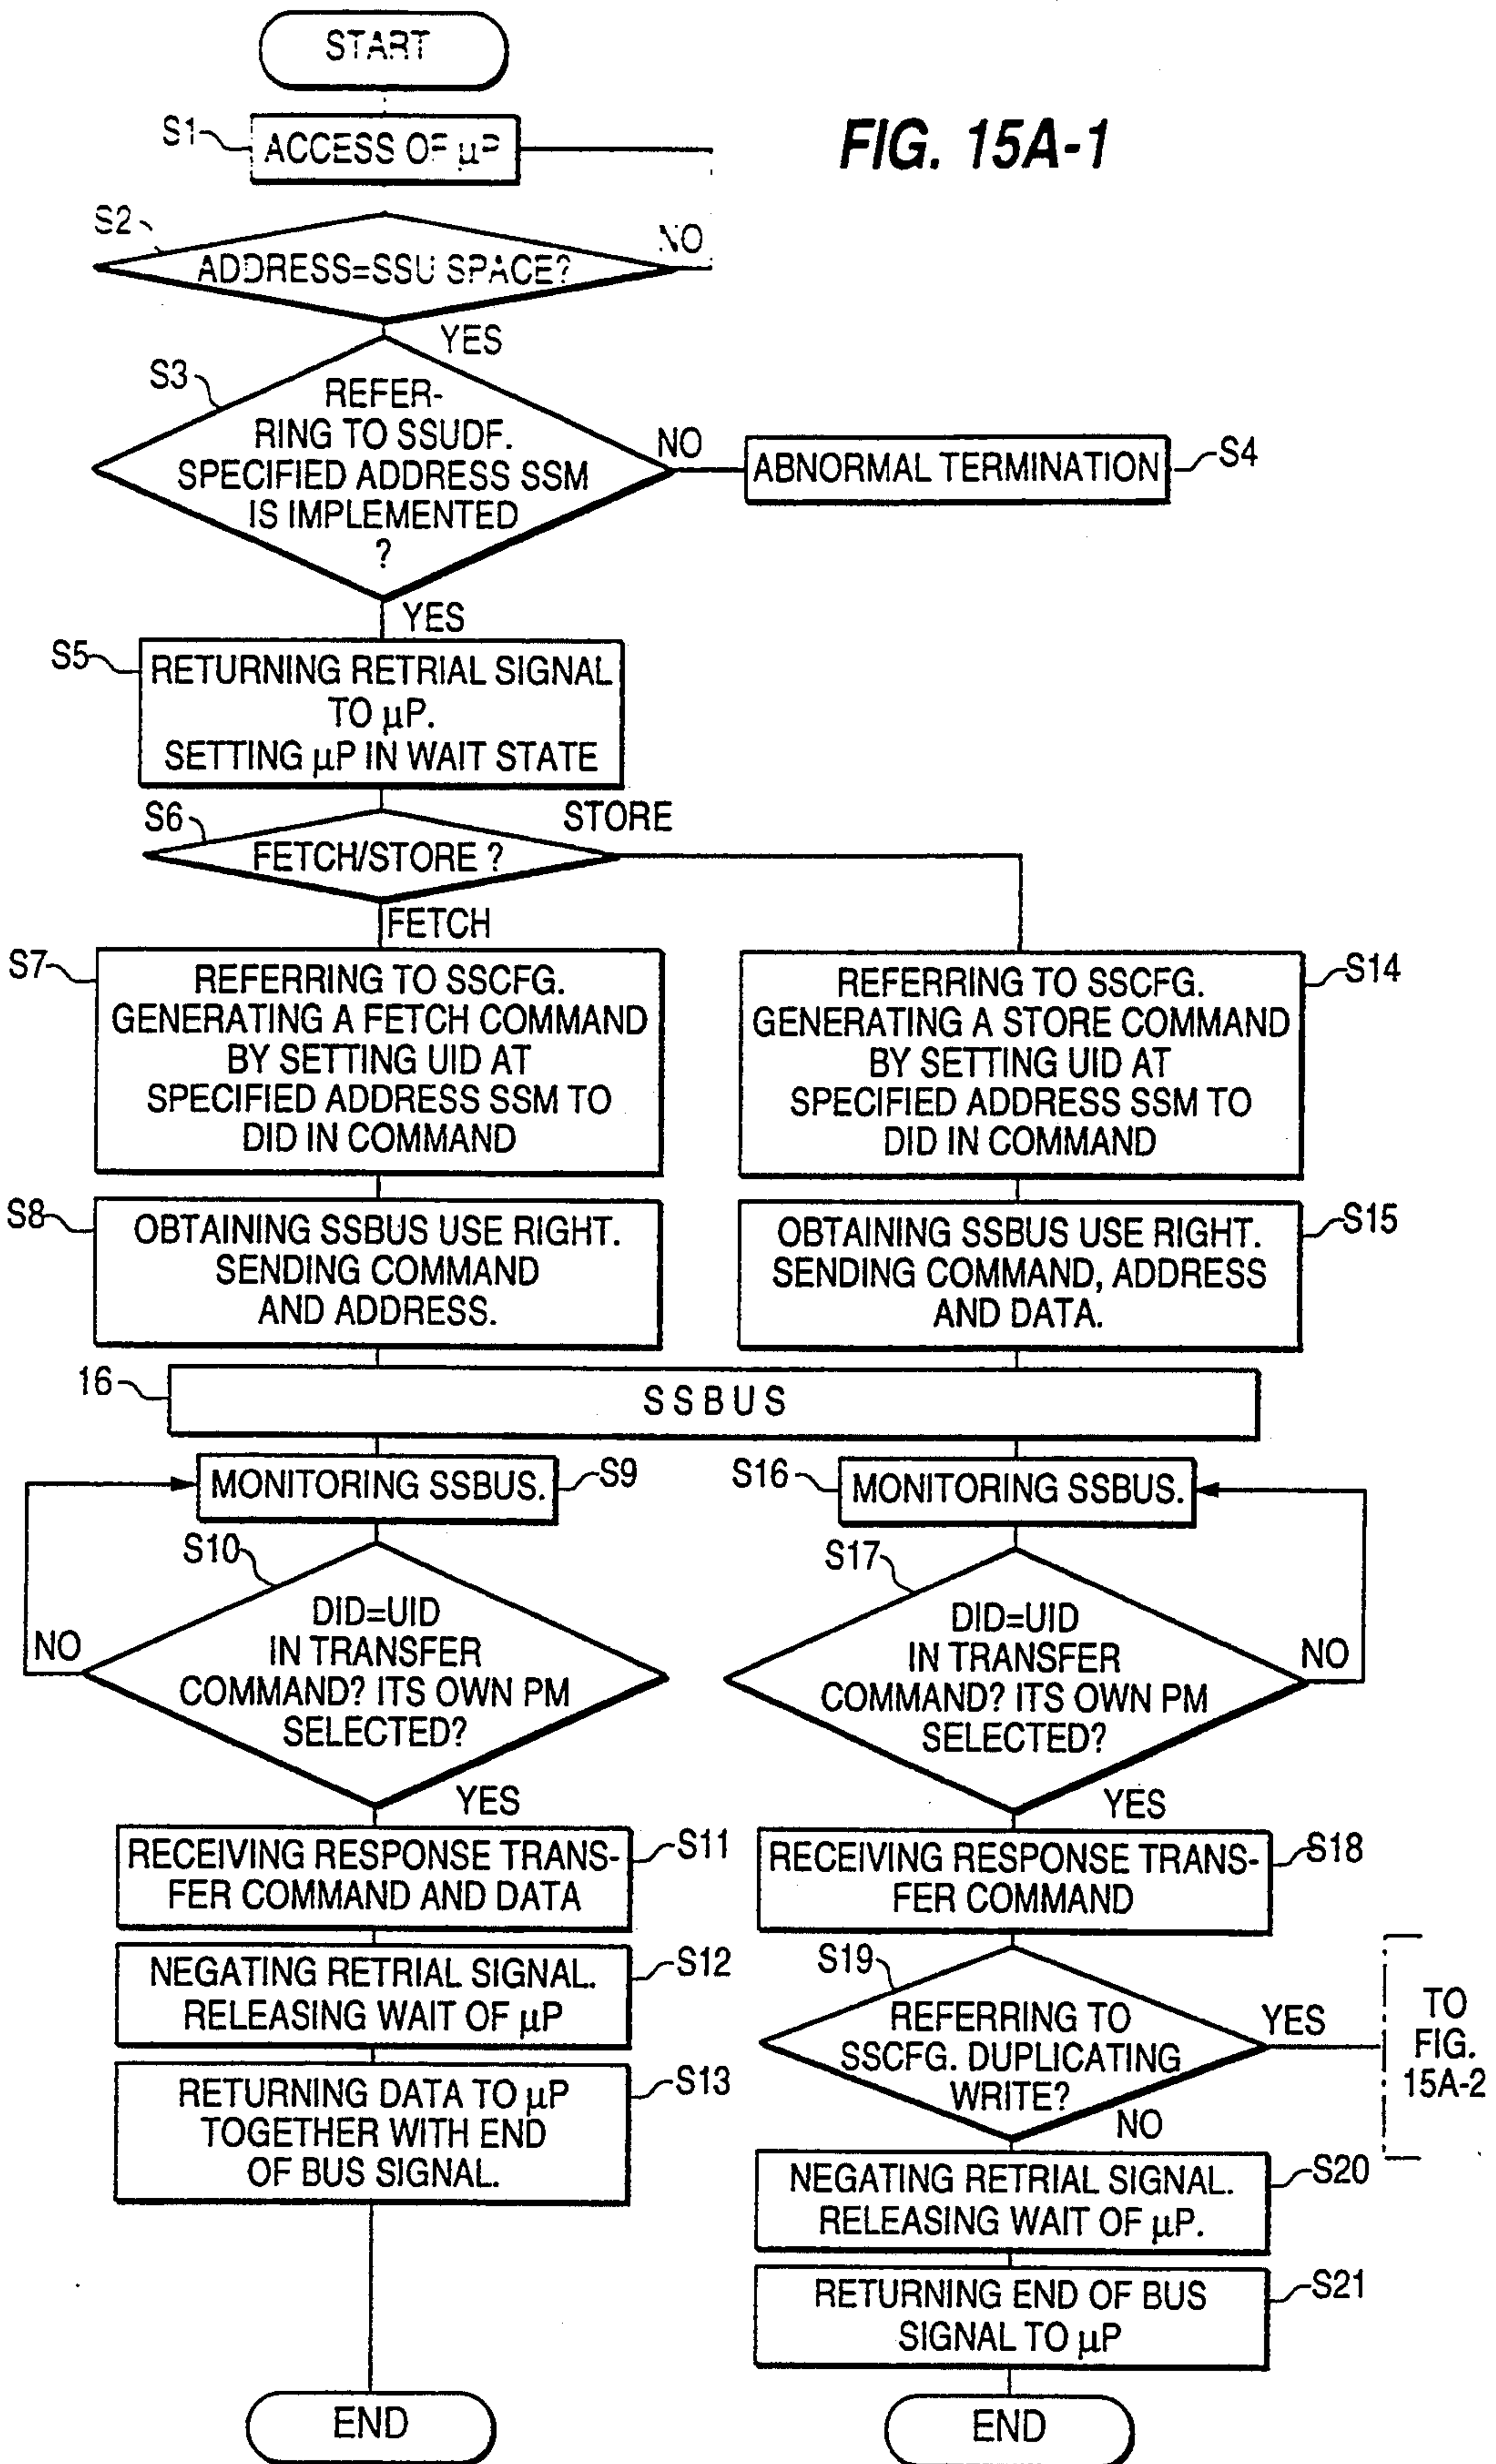 START
FIG. 15A-1
S1
ACCESS OF µP
S2
ADDRESS=SSU SPACE?
NO
YES
S3
REFER-
RING TO SSUDF.
SPECIFIED ADDRESS SSM
IS IMPLEMENTED
?
NO
ABNORMAL TERMINATION
S4
YES
S5
RETURNING RETRIAL SIGNAL
TO µP.
SETTING µP IN WAIT STATE
S6
FETCH/STORE ?
STORE
FETCH
S7
REFERRING TO SSCFG.
GENERATING A FETCH COMMAND
BY SETTING UID AT
SPECIFIED ADDRESS SSM TO
DID IN COMMAND
S14
REFERRING TO SSCFG.
GENERATING A STORE COMMAND
BY SETTING UID AT
SPECIFIED ADDRESS SSM TO
DID IN COMMAND
S8
OBTAINING SSBUS USE RIGHT.
SENDING COMMAND
AND ADDRESS.
S15
OBTAINING SSBUS USE RIGHT.
SENDING COMMAND, ADDRESS
AND DATA.
16
SSBUS
MONITORING SSBUS.
S9
S16
MONITORING SSBUS.
S10
DID=UID
IN TRANSFER
COMMAND? ITS OWN PM
SELECTED?
NO
YES
S17
DID=UID
IN TRANSFER
COMMAND? ITS OWN PM
SELECTED?
NO
YES
RECEIVING RESPONSE TRANS-
FER COMMAND AND DATA
S11
RECEIVING RESPONSE TRANS-
FER COMMAND
S18
NEGATING RETRIAL SIGNAL.
RELEASING WAIT OF µP
S12
S19
REFERRING TO
SSCFG. DUPLICATING
WRITE?
YES
TO
FIG.
15A-2
NO
RETURNING DATA TO µP
TOGETHER WITH END
OF BUS SIGNAL.
S13
NEGATING RETRIAL SIGNAL.
RELEASING WAIT OF µP.
S20
RETURNING END OF BUS
SIGNAL TO µP
S21
END
END